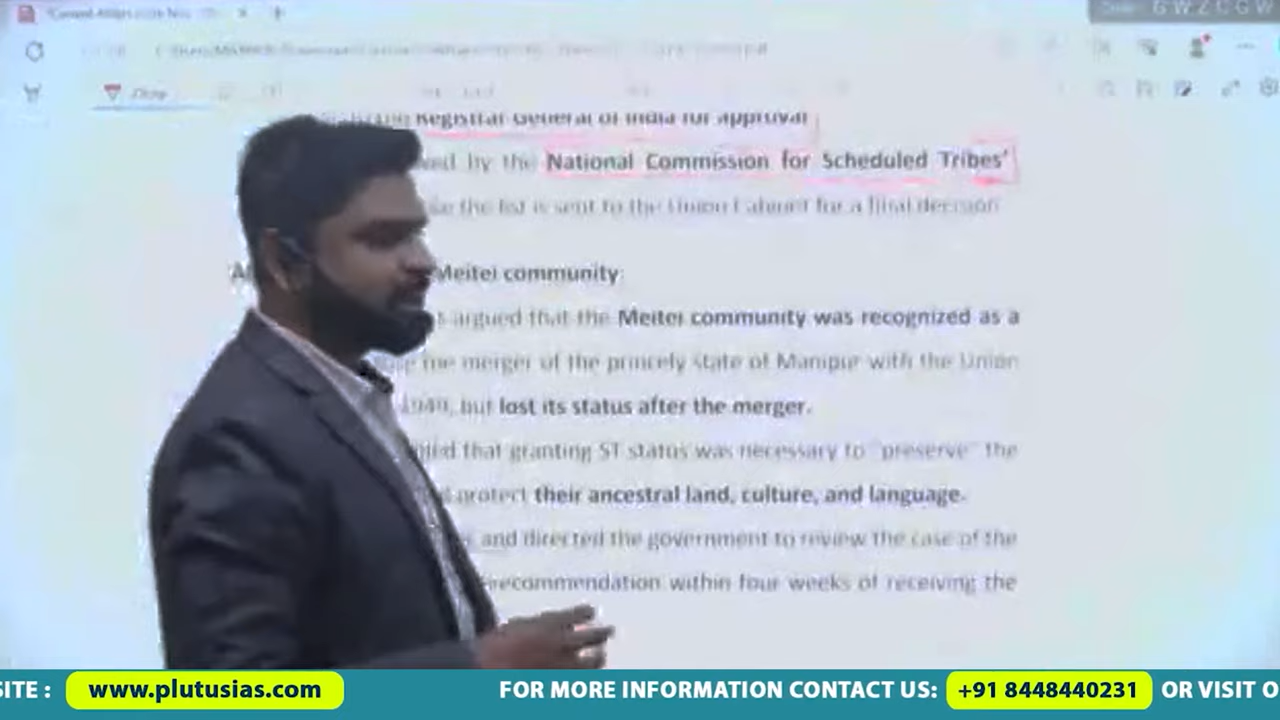 G W Z C G W
Registrar General of India for approval
by the National Commission for Scheduled Tribes'
the list is sent to the Union Cabinet for a final decision
Meitei community
argued that the Meitei community was recognized as a
the merger of the princely state of Manipur with the Union
1949, but lost its status after the merger.
that granting ST status was necessary to "preserve" the
protect their ancestral land, culture, and language.
and directed the government to review the case of the
recommendation within four weeks of receiving the
SITE : www.plutusias.com FOR MORE INFORMATION CONTACT US: +91 8448440231 OR VISIT O